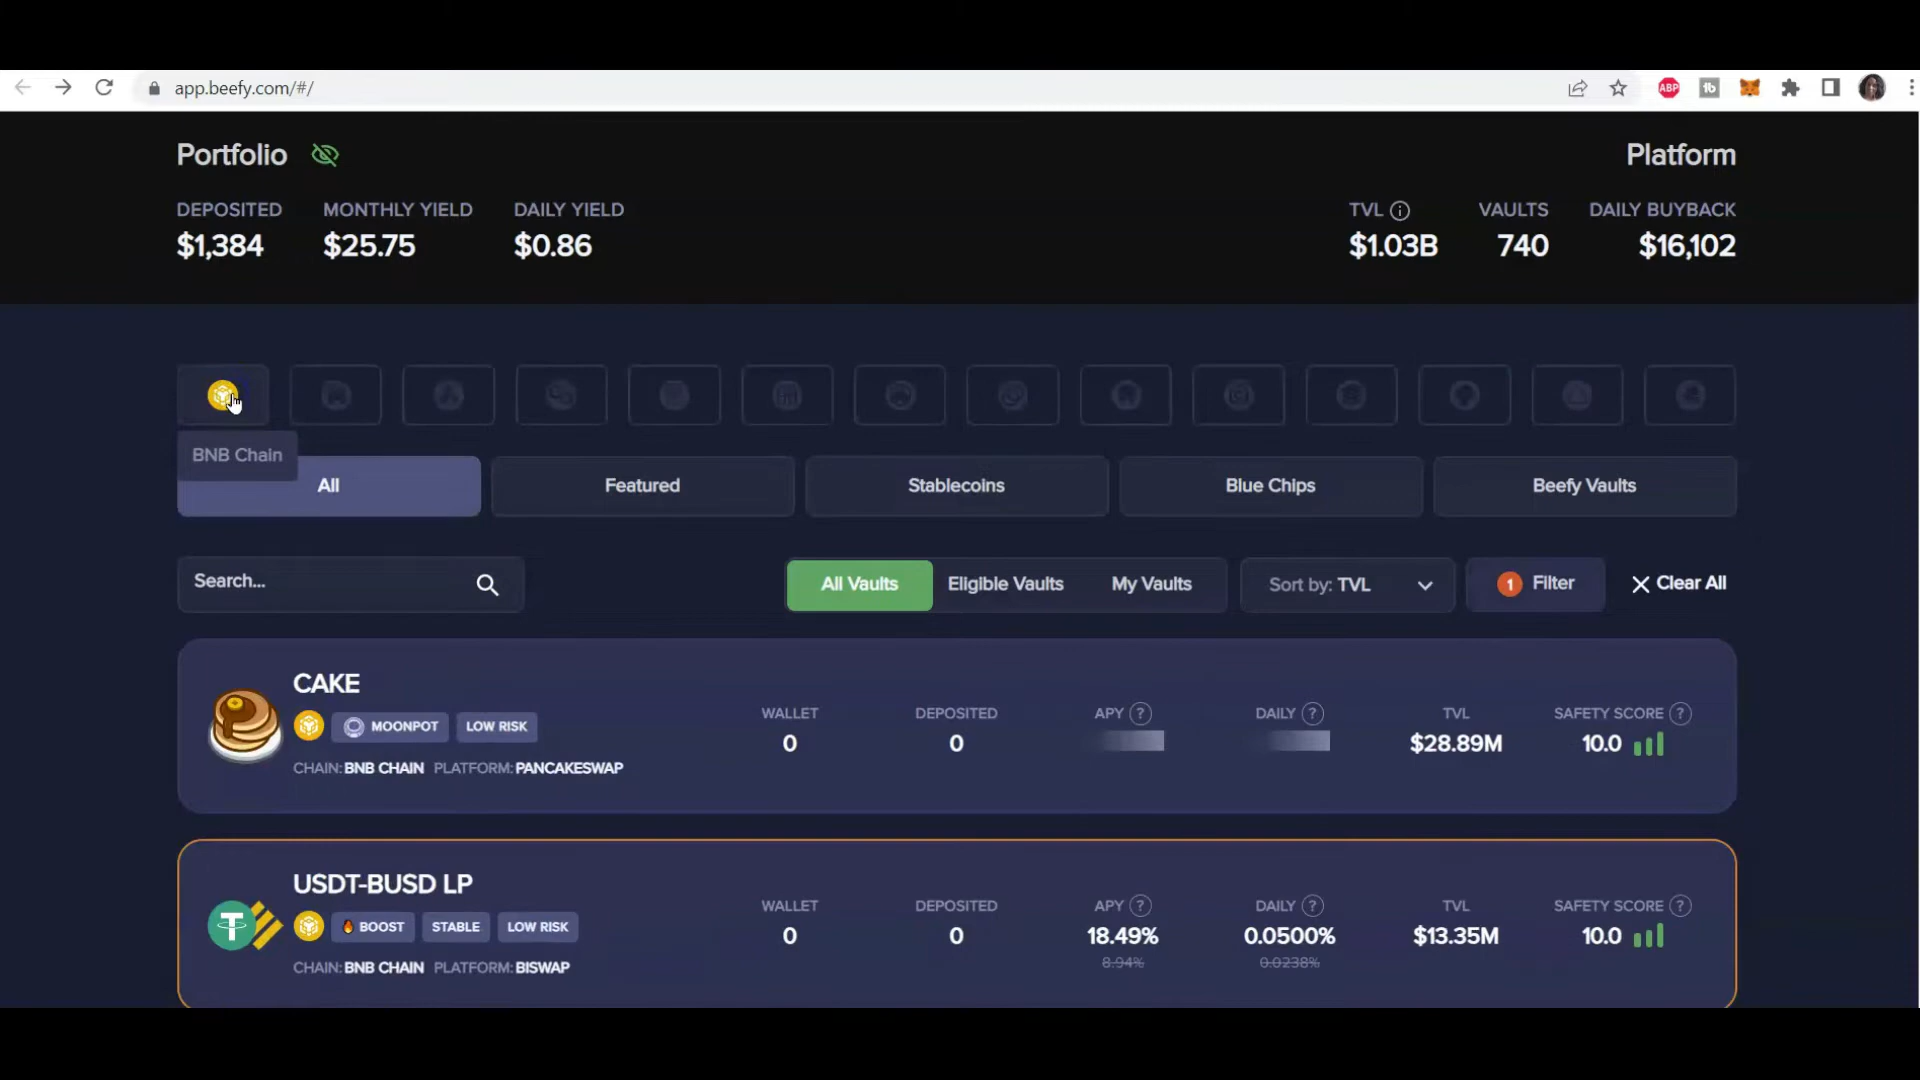 app.beefy.com/#/
ABP
Portfolio
Platform
DEPOSITED MONTHLY YIELD DAILY YIELD
$1,384 $25.75 $0.86
TVL VAULTS DAILY BUYBACK
$1.03B 740 $16,102
BNB Chain
All Featured Stablecoins Blue Chips Beefy Vaults
Search...
All Vaults Eligible Vaults My Vaults
Sort by: TVL
1 Filter
Clear All
CAKE
MOONPOT LOW RISK
CHAIN: BNB CHAIN PLATFORM: PANCAKESWAP
WALLET DEPOSITED APY ? DAILY ? TVL SAFETY SCORE ?
0 0 $28.89M 10.0
USDT-BUSD LP
BOOST STABLE LOW RISK
CHAIN: BNB CHAIN PLATFORM: BISWAP
WALLET DEPOSITED APY ? DAILY ? TVL SAFETY SCORE ?
0 0 18.49% 0.0500% $13.35M 10.0
8.94% 0.0238%